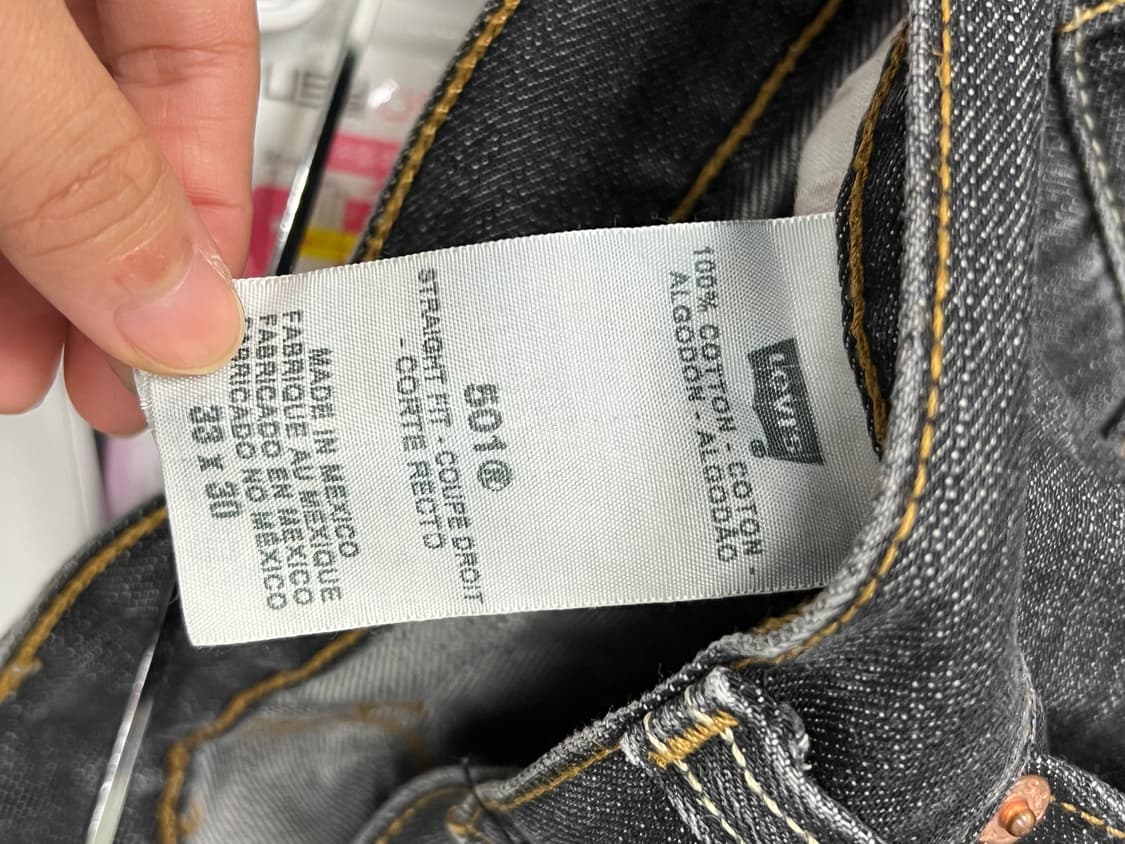 Levi's
100% COTTON - COTON -
ALGODON - ALGODÃO
501®
STRAIGHT FIT - COUPE DROIT
- CORTE RECTO
MADE IN MEXICO
FABRIQUE AU MEXIQUE
FABRICADO EN MEXICO
FABRICADO NO MEXICO
33 X 30